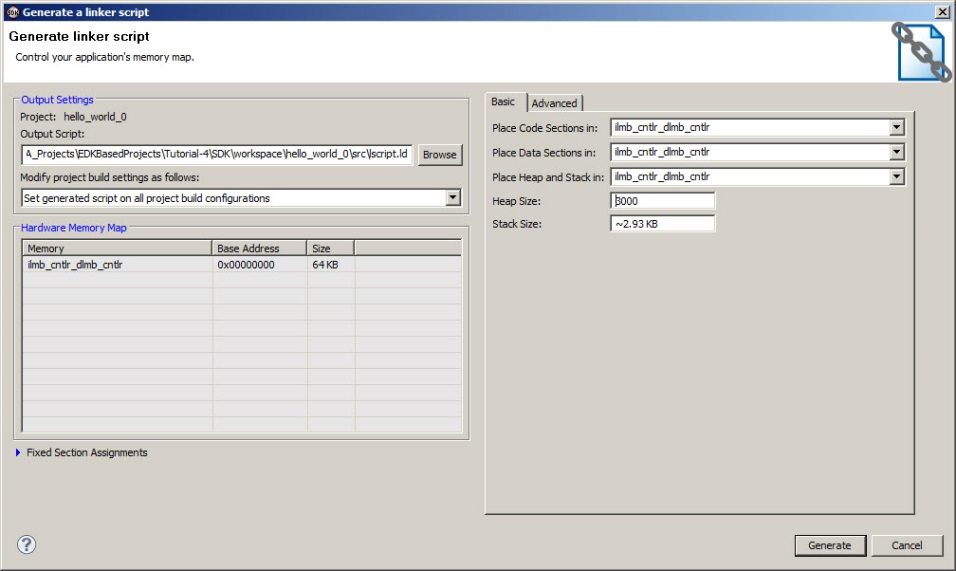 Generate a linker script
Generate linker script
Control your application's memory map.
Output Settings
Project: hello_world_0
Output Script:
A_Projects\EDKBasedProjects\Tutorial-4\SDK\workspace\hello_world_0\src\lscript.ld Browse
Modify project build settings as follows:
Set generated script on all project build configurations
Hardware Memory Map
Memory Base Address Size
ilmb_cntlr_dlmb_cntlr 0x00000000 64 KB
Fixed Section Assignments
Basic Advanced
Place Code Sections in: ilmb_cntlr_dlmb_cntlr
Place Data Sections in: ilmb_cntlr_dlmb_cntlr
Place Heap and Stack in: ilmb_cntlr_dlmb_cntlr
Heap Size: 3000
Stack Size: ~2.93 KB
? Generate Cancel